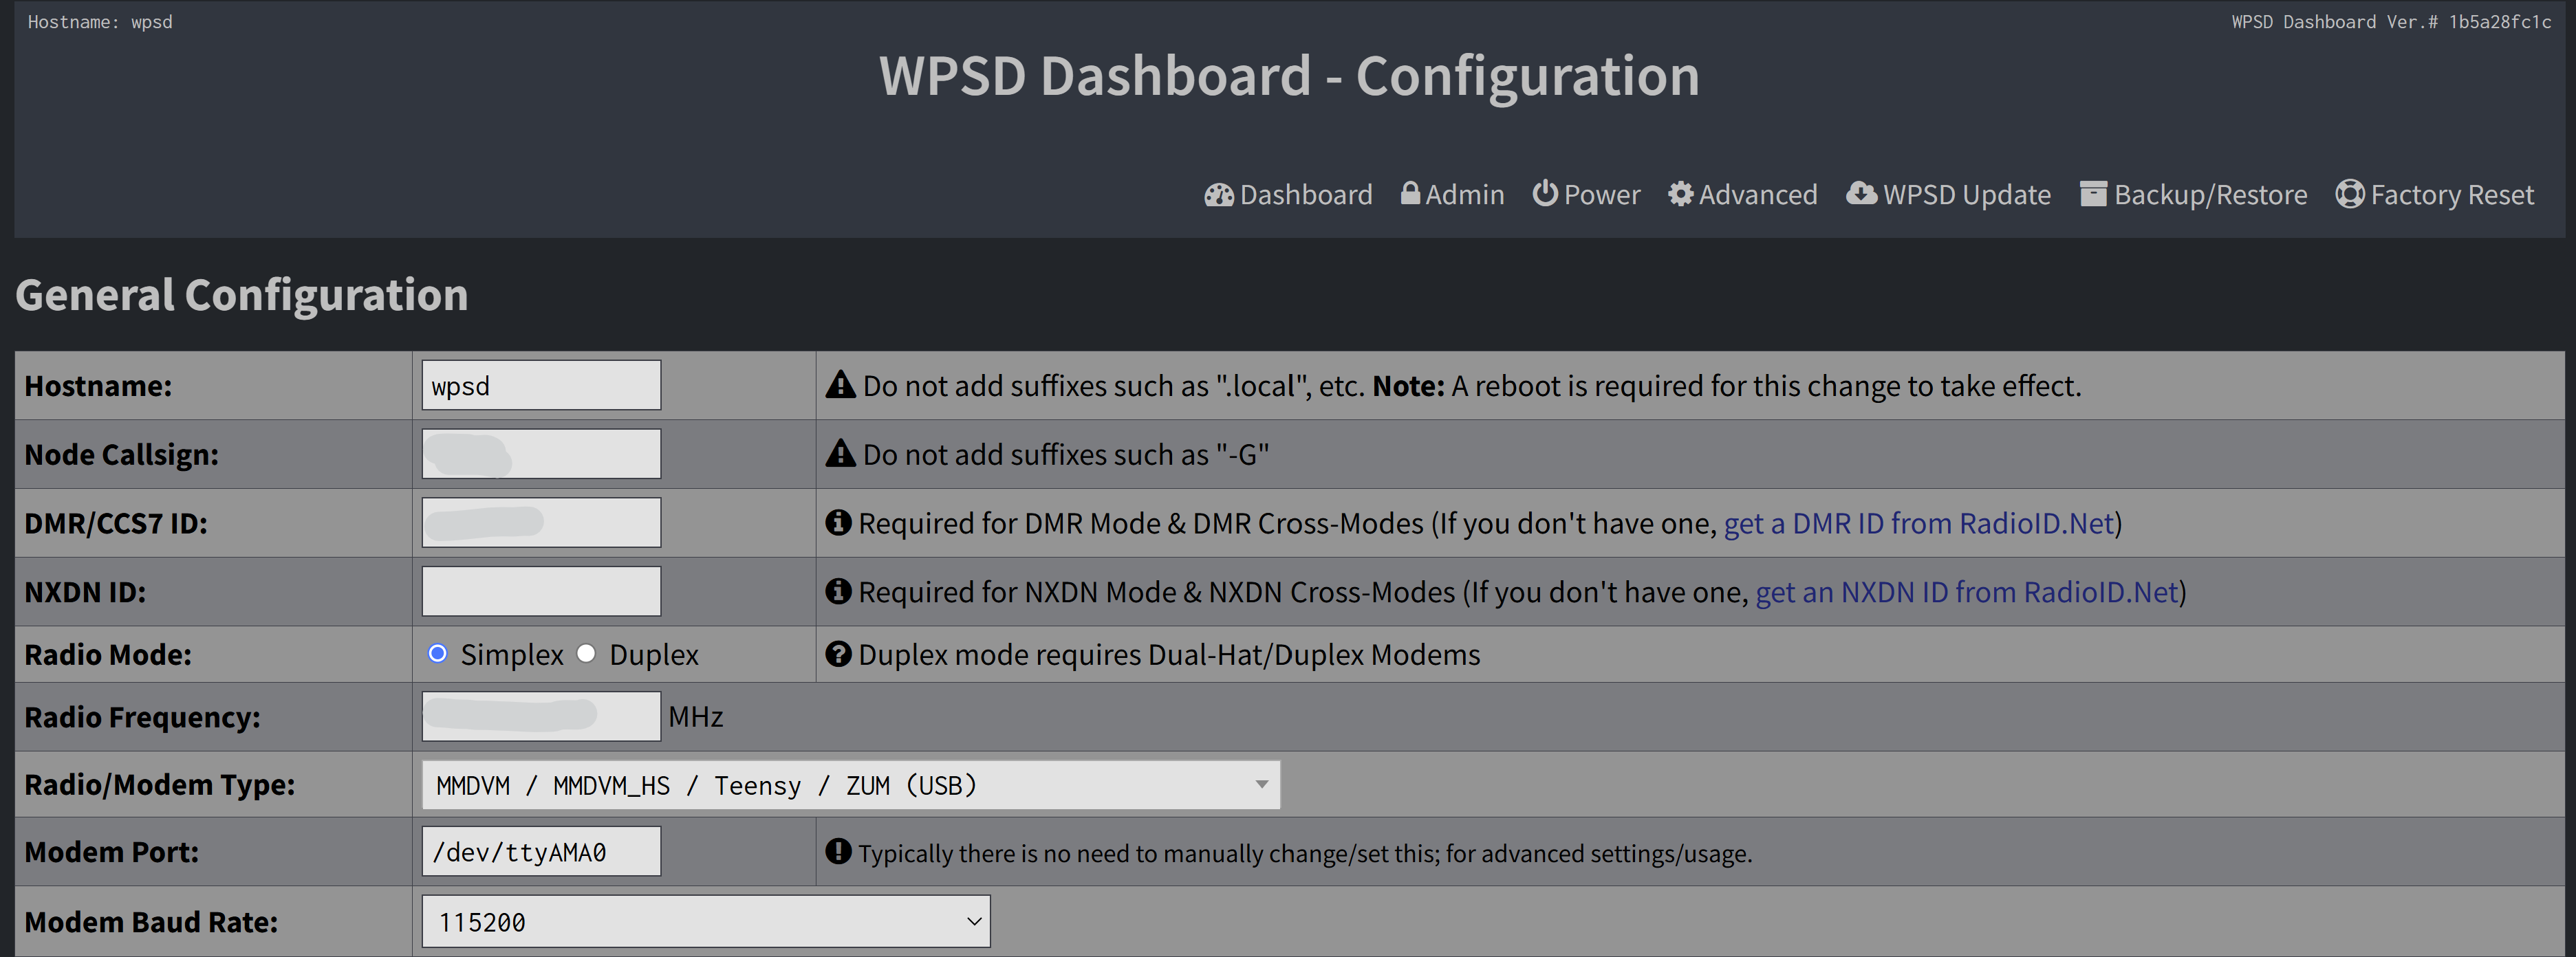 Hostname: wpsd
WPSD Dashboard Ver.# 1b5a28fc1c
WPSD Dashboard - Configuration
Dashboard Admin Power Advanced WPSD Update Backup/Restore Factory Reset
General Configuration
Hostname: wpsd Do not add suffixes such as ".local", etc. Note: A reboot is required for this change to take effect.
Node Callsign: Do not add suffixes such as "-G"
DMR/CCS7 ID: Required for DMR Mode & DMR Cross-Modes (If you don't have one, get a DMR ID from RadioID.Net)
NXDN ID: Required for NXDN Mode & NXDN Cross-Modes (If you don't have one, get an NXDN ID from RadioID.Net)
Radio Mode: Simplex Duplex Duplex mode requires Dual-Hat/Duplex Modems
Radio Frequency: MHz
Radio/Modem Type: MMDVM / MMDVM_HS / Teensy / ZUM (USB)
Modem Port: /dev/ttyAMA0 Typically there is no need to manually change/set this; for advanced settings/usage.
Modem Baud Rate: 115200